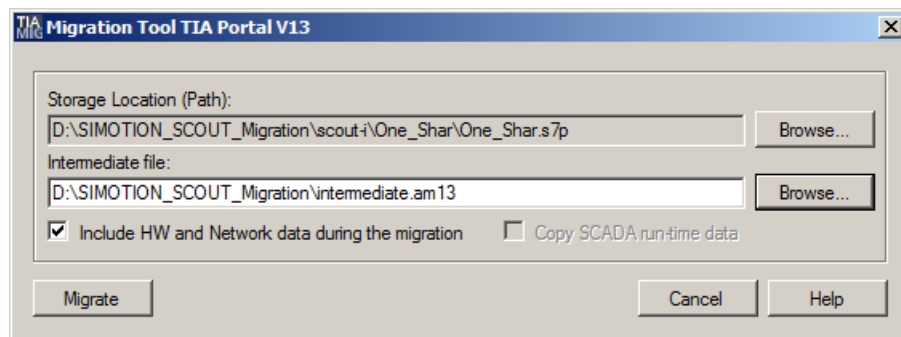 TIA MIG Migration Tool TIA Portal V13
Storage Location (Path):
D:\SIMOTION_SCOUT_Migration\scout-i\One_Shar\One_Shar.s7p Browse...
Intermediate file:
D:\SIMOTION_SCOUT_Migration\intermediate.am13 Browse...
Include HW and Network data during the migration Copy SCADA run-time data
Migrate Cancel Help